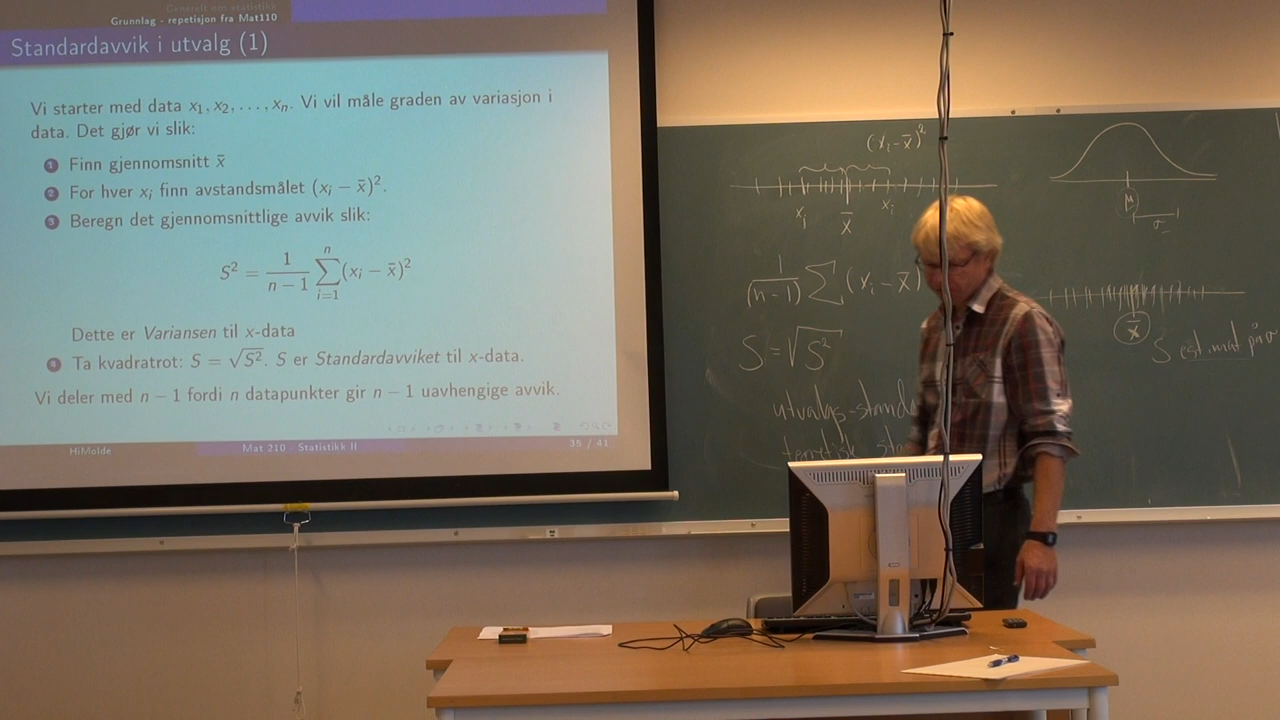 Generelt om statistikk
Grunnlag - repetisjon fra Mat110
Standardavvik i utvalg (1)
Vi starter med data x₁, x₂, . . . , xₙ. Vi vil måle graden av variasjon i
data. Det gjør vi slik:
1 Finn gjennomsnitt x̄
2 For hver xᵢ finn avstandsmålet (xᵢ − x̄)².
3 Beregn det gjennomsnittlige avvik slik:
S² = 1/(n − 1) ∑ᵢ₌₁ⁿ (xᵢ − x̄)²
Dette er Variansen til x-data
4 Ta kvadratrot: S = √S². S er Standardavviket til x-data.
Vi deler med n − 1 fordi n datapunkter gir n − 1 uavhengige avvik.
HiMolde Mat 210 - Statistikk II 35 / 41
(xᵢ − x̄)²
xⱼ x̄ xᵢ
1/(n-1) ∑ (xᵢ − x̄)
S = √S²
utvalgs-stand
μ
σ
x̄
S